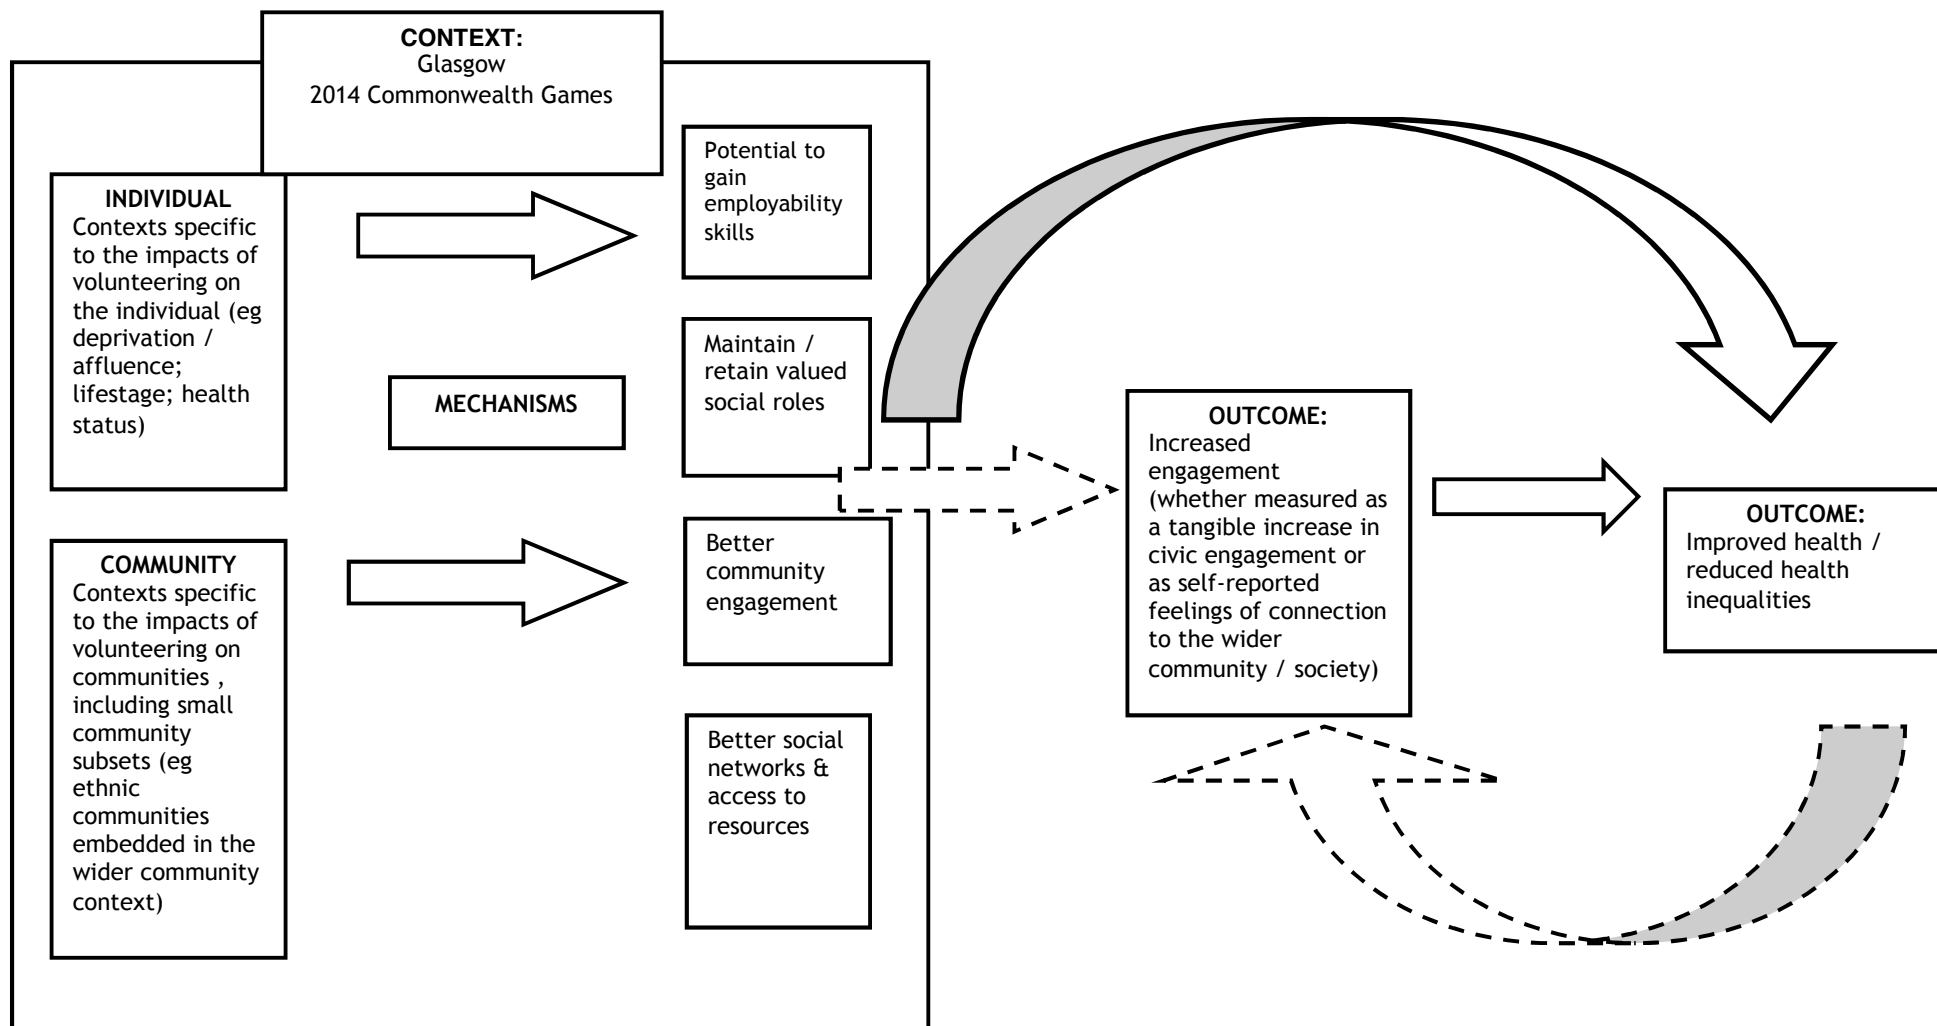 CONTEXT:
Glasgow
2014 Commonwealth Games
INDIVIDUAL
Contexts specific
to the impacts of
volunteering on
the individual (eg
deprivation /
affluence;
lifestage; health
status)
COMMUNITY
Contexts specific
to the impacts of
volunteering on
communities ,
including small
community
subsets (eg
ethnic
communities
embedded in the
wider community
context)
MECHANISMS
Potential to
gain
employability
skills
Maintain /
retain valued
social roles
Better
community
engagement
Better social
networks &
access to
resources
OUTCOME:
Increased
engagement
(whether measured as
a tangible increase in
civic engagement or
as self-reported
feelings of connection
to the wider
community / society)
OUTCOME:
Improved health /
reduced health
inequalities